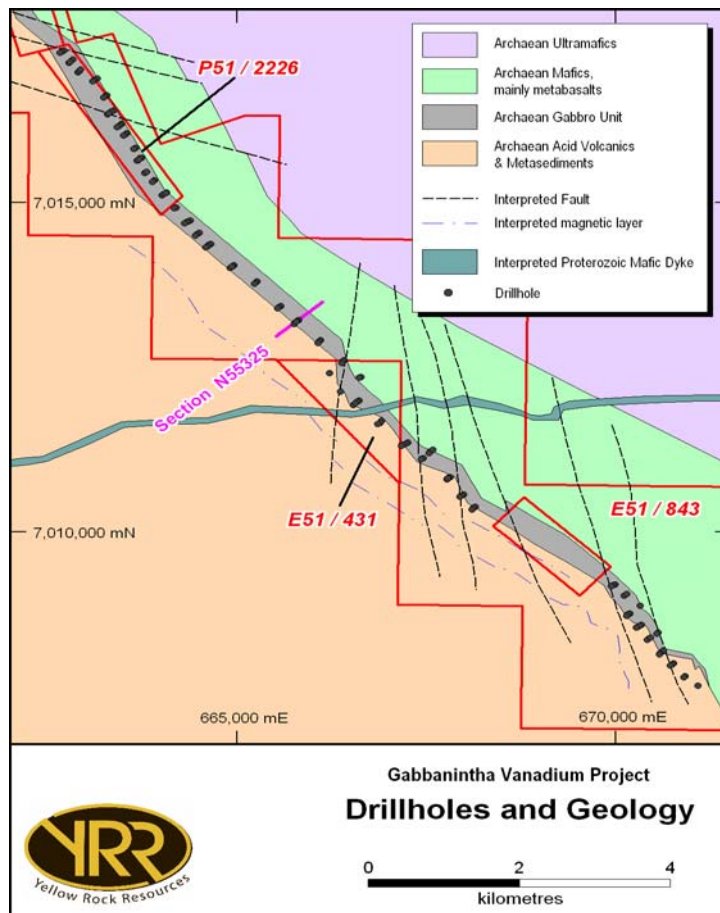 P51 / 2226
Archaean Ultramafics
Archaean Mafics,
mainly metabasalts
Archaean Gabbro Unit
Archaean Acid Volcanics
& Metasediments
Interpreted Fault
Interpreted magnetic layer
Interpreted Proterozoic Mafic Dyke
Drillhole
7,015,000 mN
Section N55325
E51 / 431
E51 / 843
7,010,000 mN
665,000 mE
670,000 mE
Gabbanintha Vanadium Project
Drillholes and Geology
YRR
Yellow Rock Resources
0 2 4
kilometres